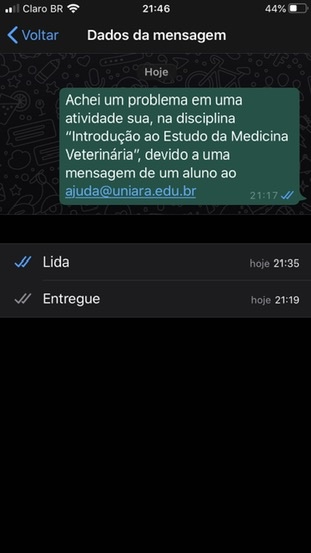 Claro BR 21:46 44%
Voltar Dados da mensagem
Hoje
Achei um problema em uma
atividade sua, na disciplina
“Introdução ao Estudo da Medicina
Veterinária”, devido a uma
mensagem de um aluno ao
ajuda@uniara.edu.br 21:17
Lida hoje 21:35
Entregue hoje 21:19